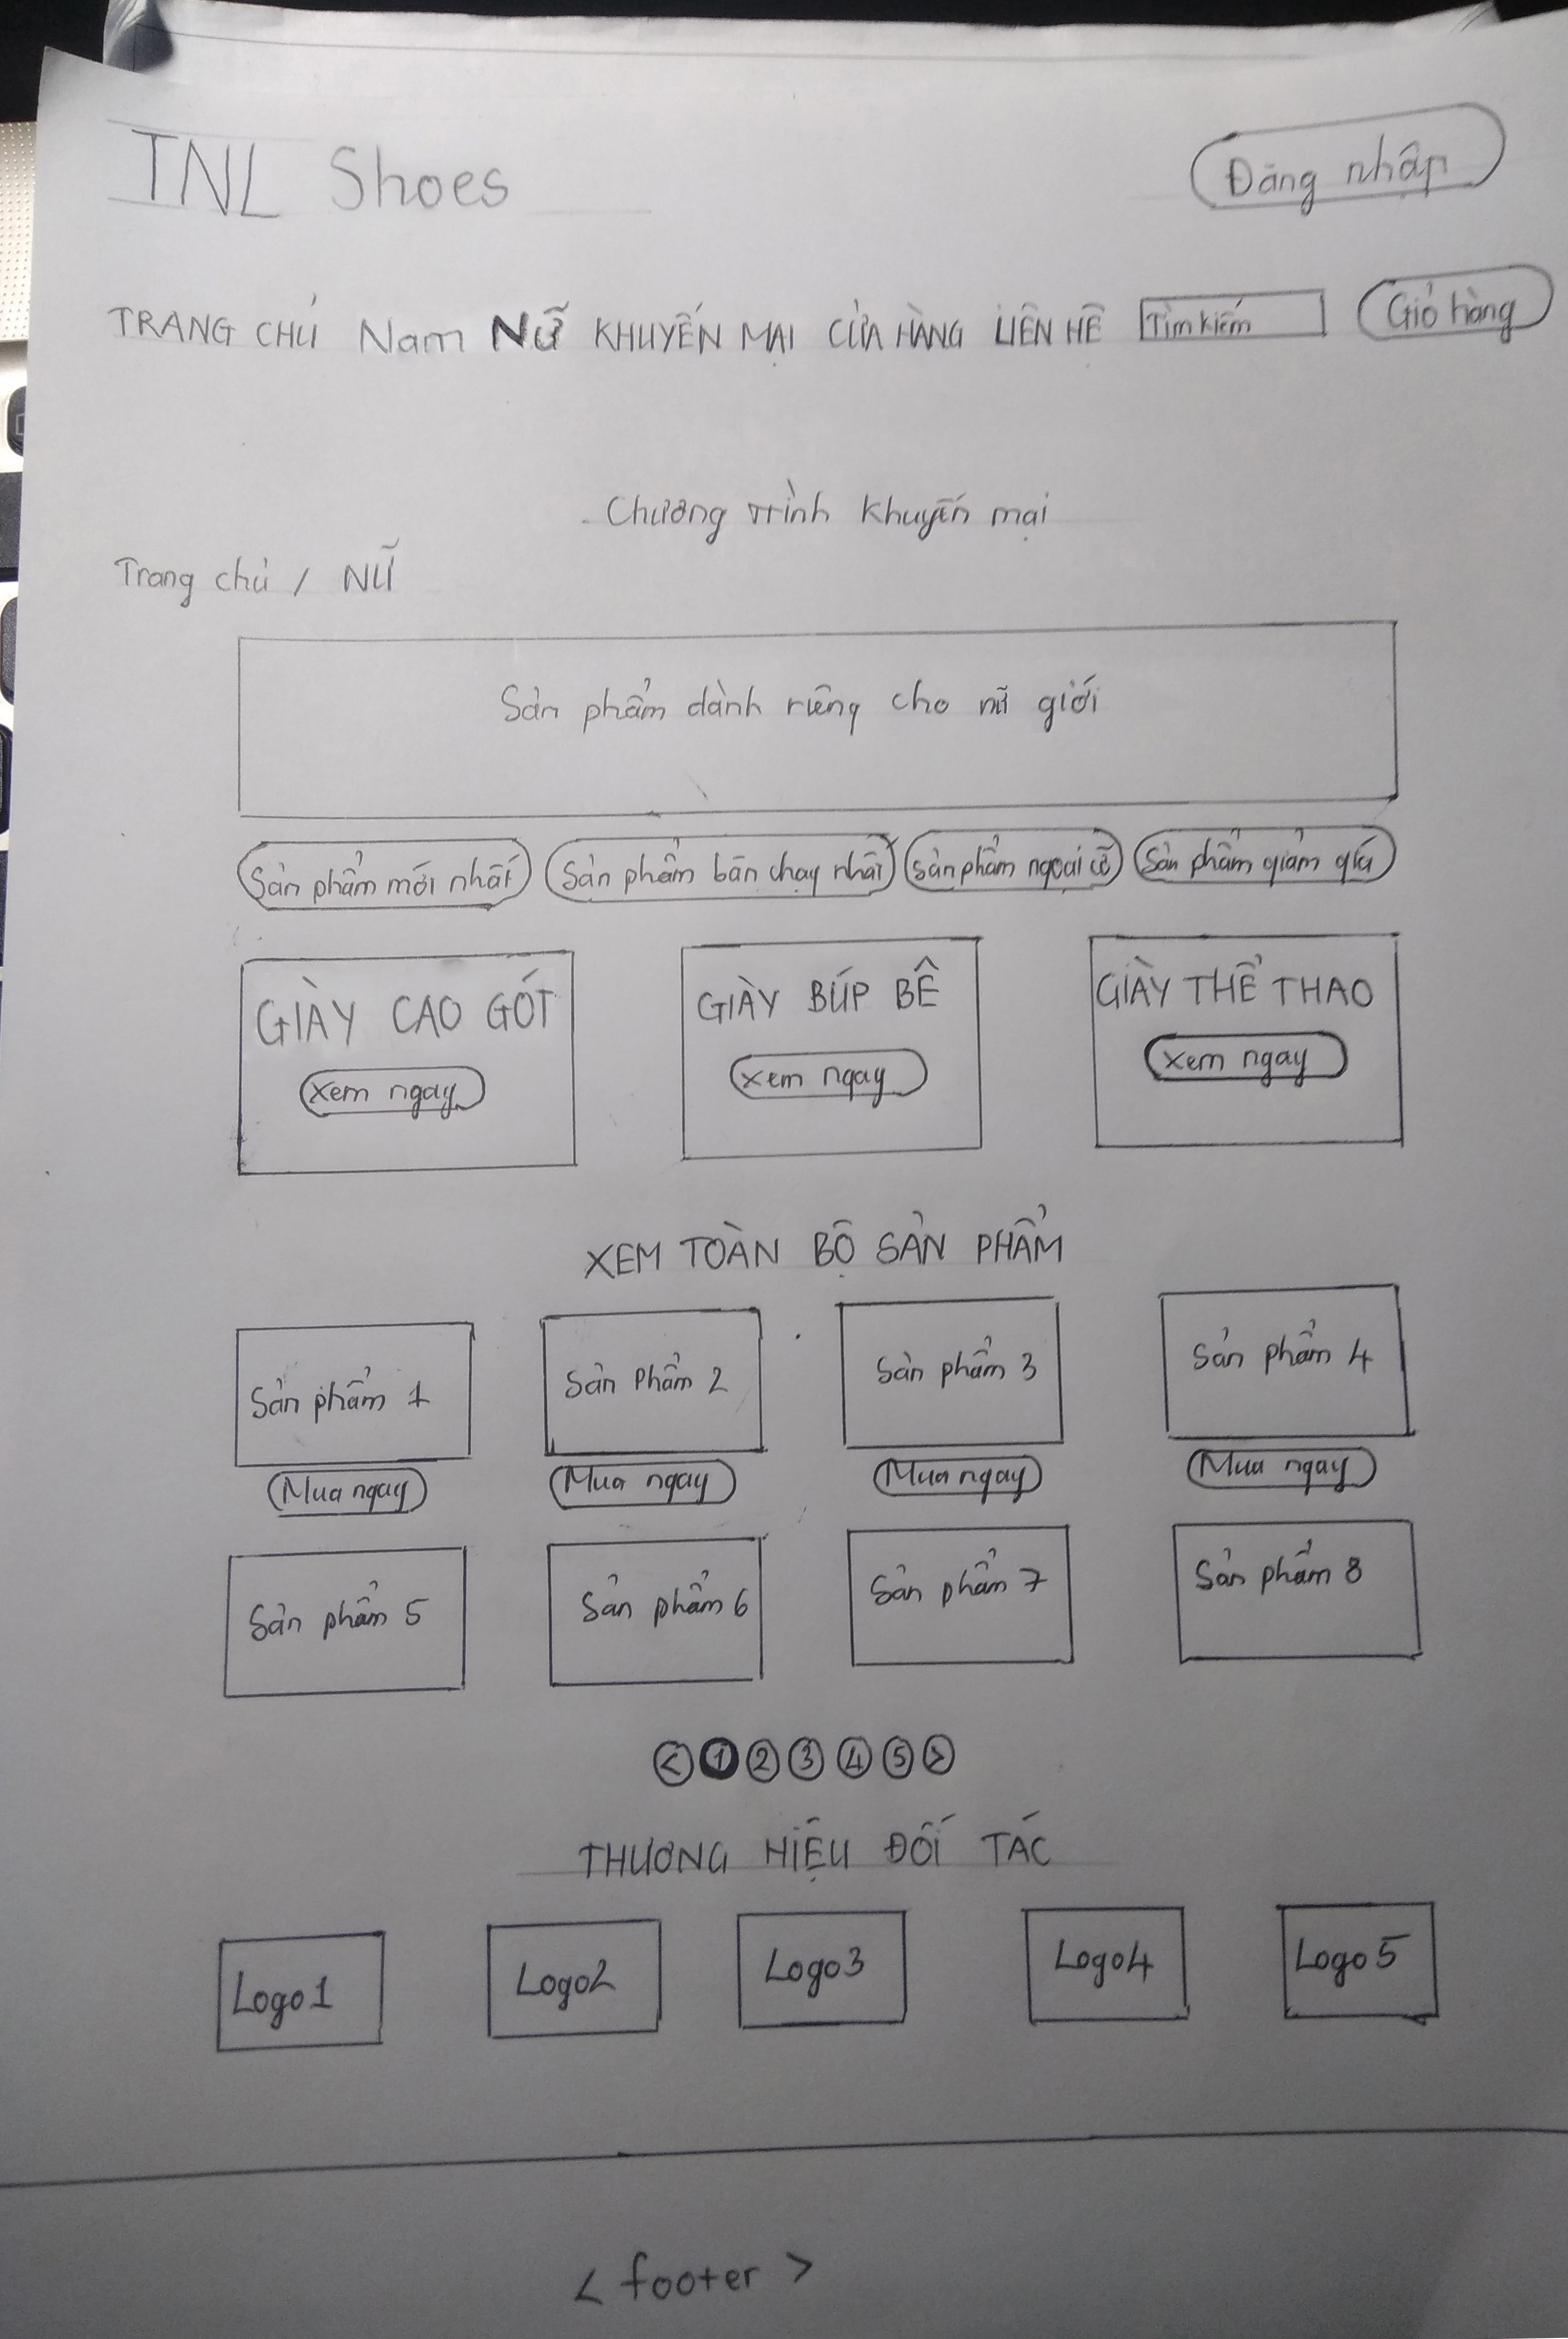 TNL Shoes
Đăng nhập
TRANG CHỦ Nam NỮ KHUYẾN MẠI CỬA HÀNG LIÊN HỆ Tìm kiếm Giỏ hàng
Chương trình khuyến mại
Trang chủ / NỮ
Sản phẩm dành riêng cho nữ giới
Sản phẩm mới nhất Sản phẩm bán chạy nhất Sản phẩm ngoại cỡ Sản phẩm giảm giá
GIÀY CAO GÓT GIÀY BÚP BÊ GIÀY THỂ THAO
Xem ngay Xem ngay Xem ngay
XEM TOÀN BỘ SẢN PHẨM
Sản phẩm 1 Sản Phẩm 2 Sản phẩm 3 Sản phẩm 4
Mua ngay Mua ngay Mua ngay Mua ngay
Sản phẩm 5 Sản phẩm 6 Sản phẩm 7 Sản phẩm 8
< 1 2 3 4 5 >
THƯƠNG HIỆU ĐỐI TÁC
Logo1 Logo2 Logo3 Logo4 Logo5
< footer >